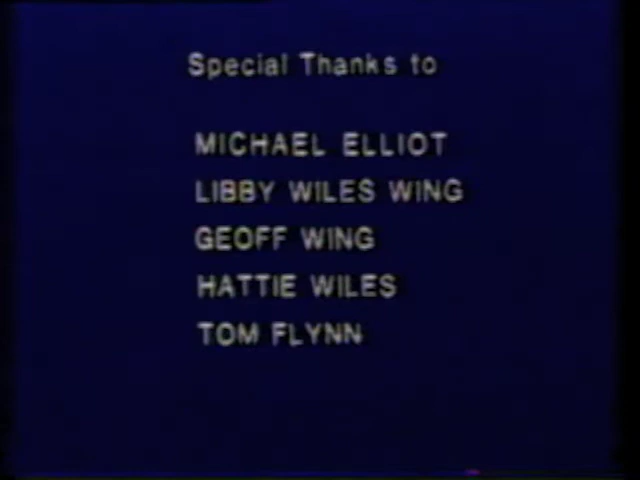 Special Thanks to
MICHAEL ELLIOT
LIBBY WILES WING
GEOFF WING
HATTIE WILES
TOM FLYNN